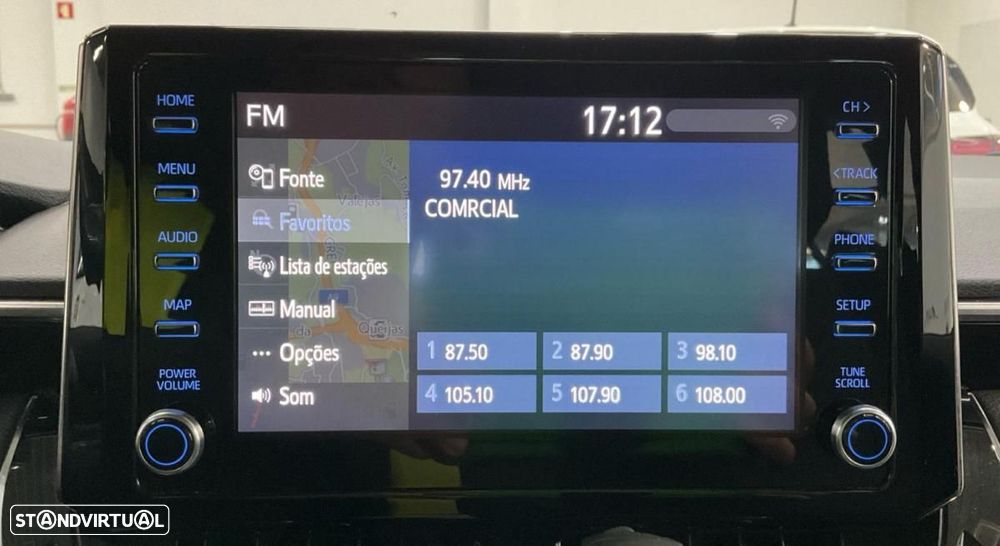 HOME
MENU
AUDIO
MAP
POWER
VOLUME
FM 17:12
Fonte
Favoritos
Lista de estações
Manual
Opções
Som
Valejas
Queijas
97.40 MHz
COMRCIAL
1 87.50 2 87.90 3 98.10
4 105.10 5 107.90 6 108.00
CH >
< TRACK
PHONE
SETUP
TUNE
SCROLL
STANDVIRTUAL